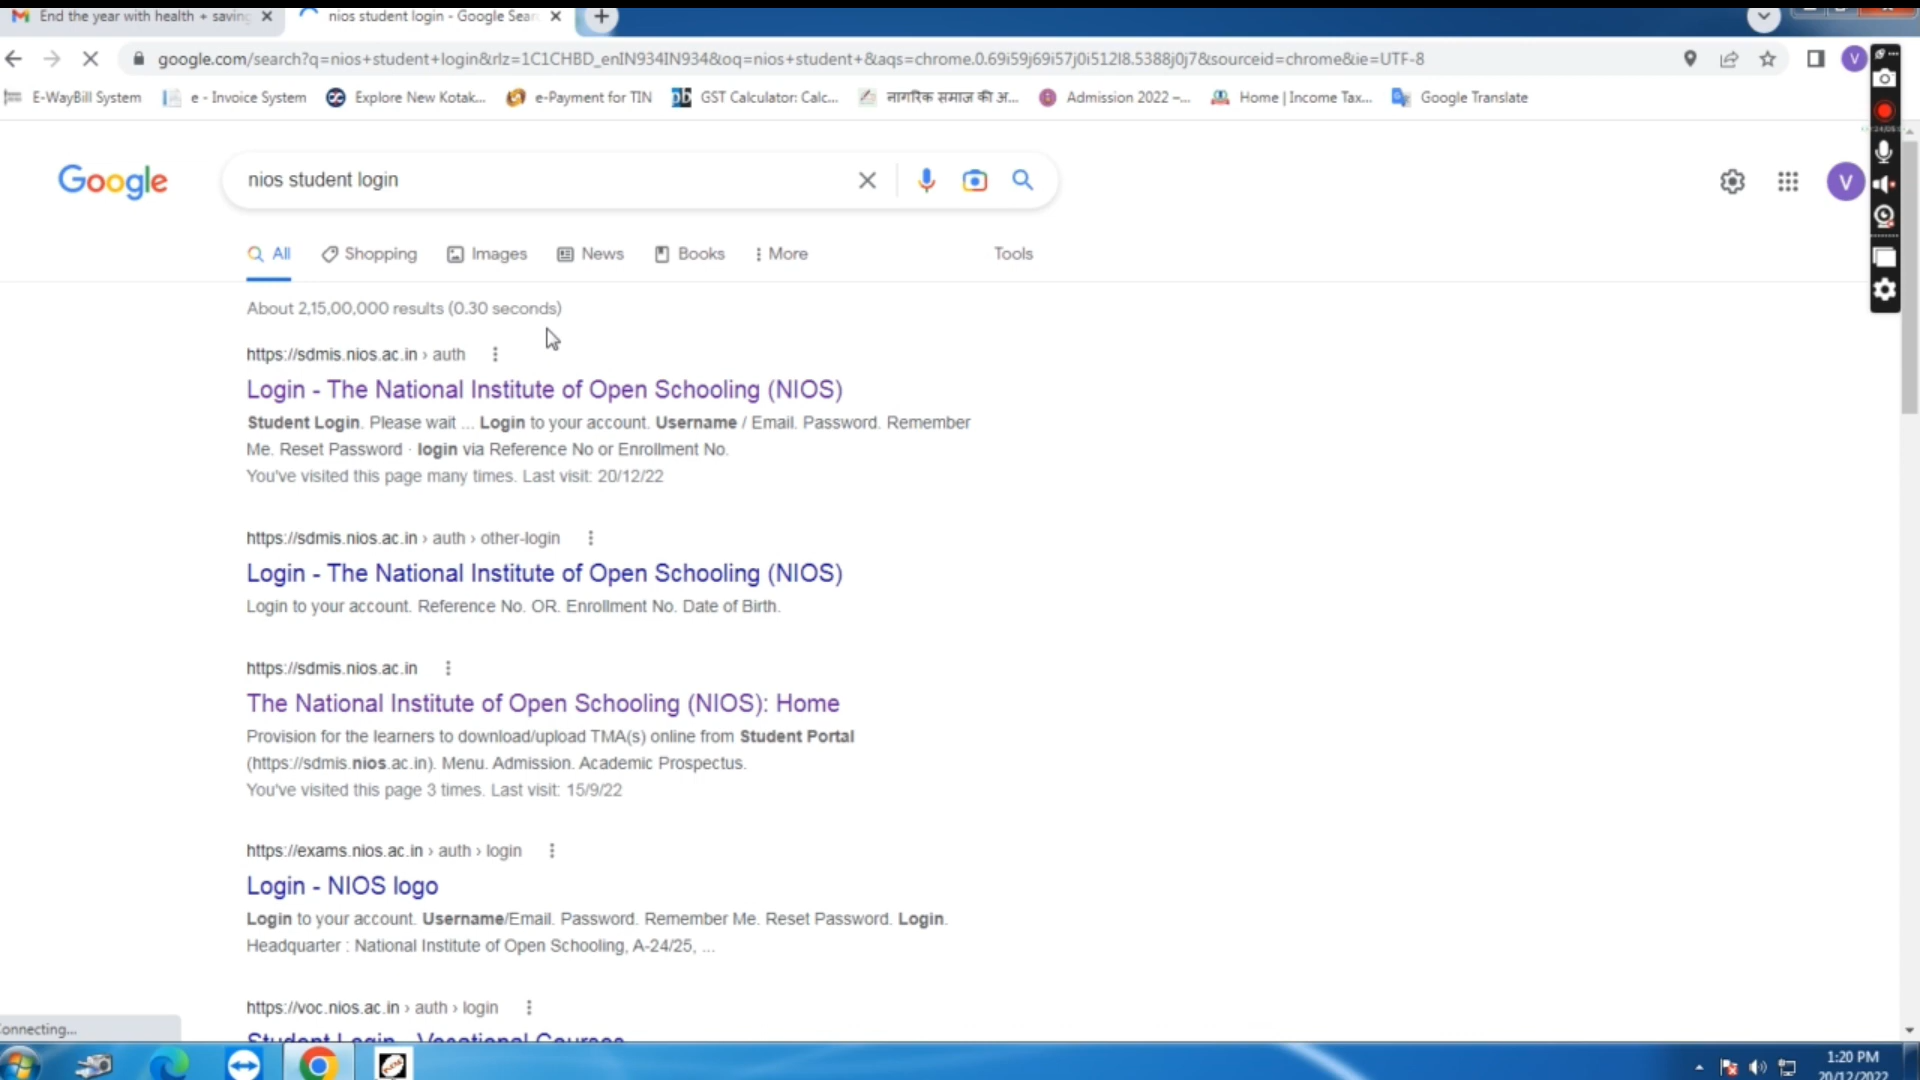 End the year with health + saving
nios student login - Google Sear
google.com/search?q=nios+student+login&rlz=1C1CHBD_enIN934IN934&oq=nios+student+&aqs=chrome.0.69i59j69i57j0i512l8.5388j0j7&sourceid=chrome&ie=UTF-8
V
E-WayBill System
e - Invoice System
Explore New Kotak...
e-Payment for TIN
GST Calculator: Calc...
नागरिक समाज की अ...
Admission 2022 –...
Home | Income Tax...
Google Translate
Google
nios student login
V
All
Shopping
Images
News
Books
More
Tools
About 2,15,00,000 results (0.30 seconds)
https://sdmis.nios.ac.in › auth
Login - The National Institute of Open Schooling (NIOS)
Student Login. Please wait ... Login to your account. Username / Email. Password. Remember
Me. Reset Password · login via Reference No or Enrollment No.
You've visited this page many times. Last visit: 20/12/22
https://sdmis.nios.ac.in › auth › other-login
Login - The National Institute of Open Schooling (NIOS)
Login to your account. Reference No. OR. Enrollment No. Date of Birth.
https://sdmis.nios.ac.in
The National Institute of Open Schooling (NIOS): Home
Provision for the learners to download/upload TMA(s) online from Student Portal
(https://sdmis.nios.ac.in). Menu. Admission. Academic Prospectus.
You've visited this page 3 times. Last visit: 15/9/22
https://exams.nios.ac.in › auth › login
Login - NIOS logo
Login to your account. Username/Email. Password. Remember Me. Reset Password. Login.
Headquarter : National Institute of Open Schooling, A-24/25, ...
https://voc.nios.ac.in › auth › login
Student Login - Vocational Courses
onnecting...
1:20 PM
20/12/2022